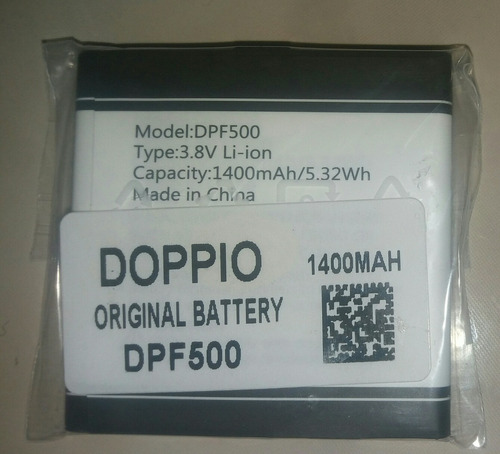 Model:DPF500
Type:3.8V Li-ion
Capacity:1400mAh/5.32Wh
Made in China
DOPPIO
1400MAH
ORIGINAL BATTERY
DPF500